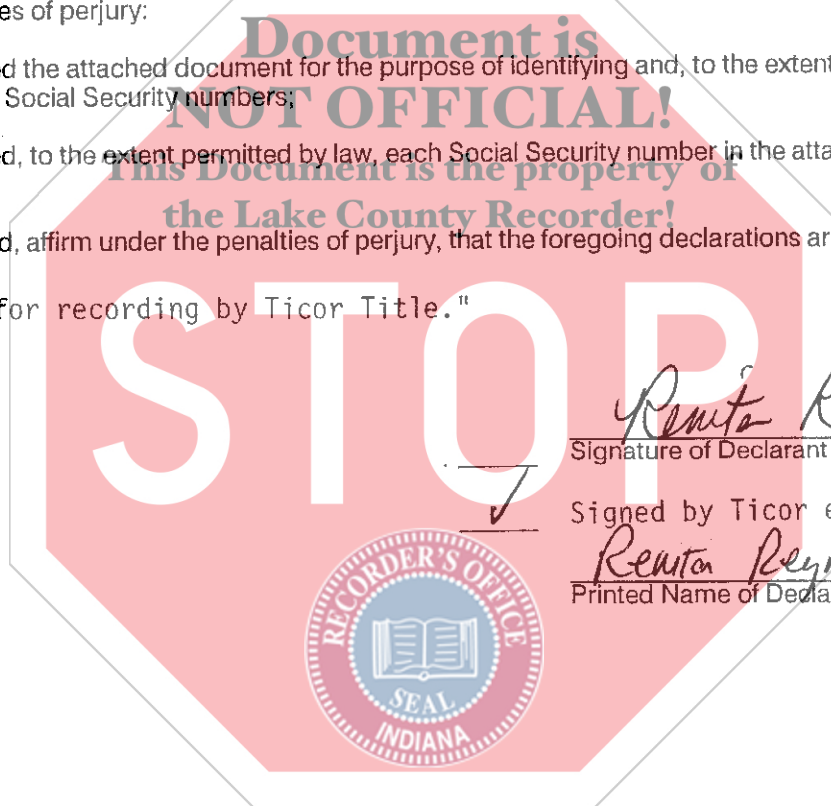 es of perjury:
Document is
d the attached document for the purpose of identifying and, to the extent
Social Security numbers;
NOT OFFICIAL!
d, to the extent permitted by law, each Social Security number in the atta
This Document is the property of
the Lake County Recorder!
d, affirm under the penalties of perjury, that the foregoing declarations ar
for recording by Ticor Title."
STOP
Renita R
Signature of Declarant
Signed by Ticor e
Renita Reyn
Printed Name of Decla
RECORDER'S OFFICE
SEAL
INDIANA